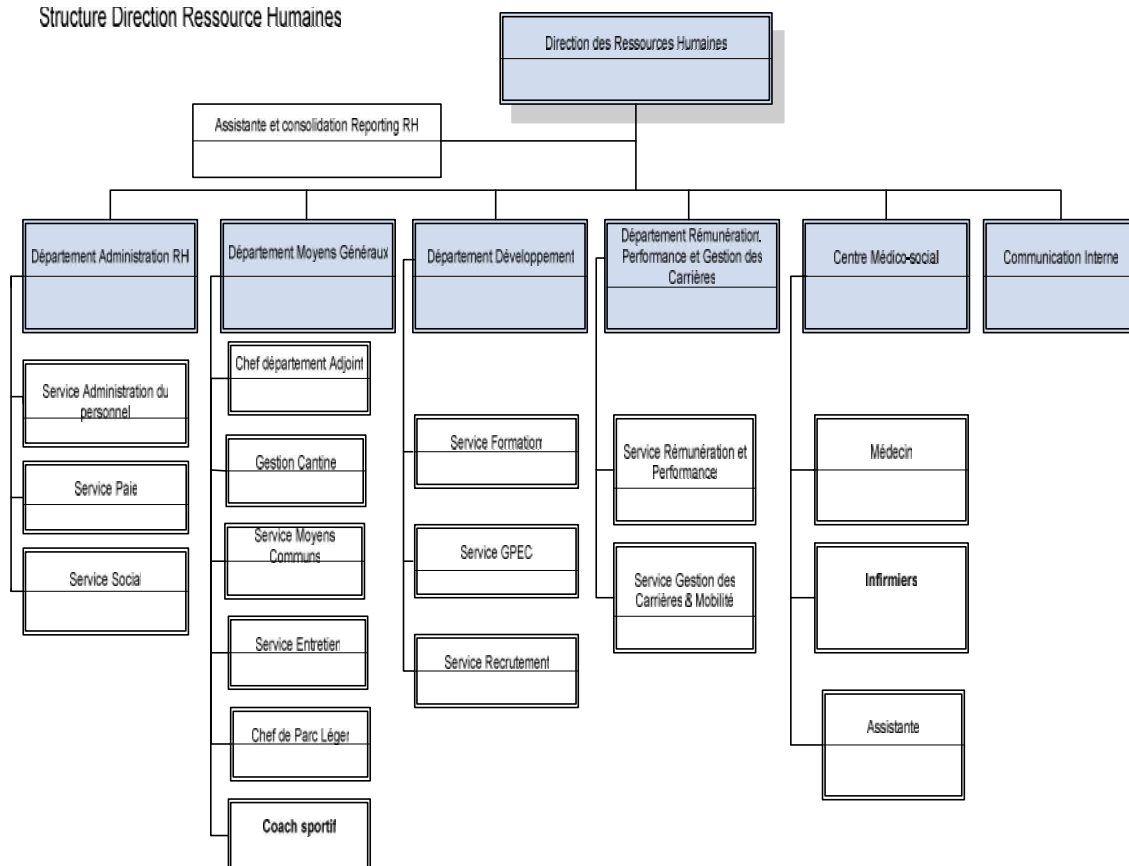 Structure Direction Ressource Humaines
Direction des Ressources Humaines
Assistante et consolidation Reporting RH
Département Administration RH
Département Moyens Généraux
Département Développement
Département Rémunération,
Performance et Gestion des
Carrières
Centre Médico-social
Communication Interne
Service Administration du
personnel
Service Paie
Service Social
Chef département Adjoint
Gestion Cantine
Service Moyens
Communs
Service Entretien
Chef de Parc Léger
Coach sportif
Service Formation
Service GPEC
Service Recrutement
Service Rémunération et
Performance
Service Gestion des
Carrières & Mobilité
Médecin
Infirmiers
Assistante